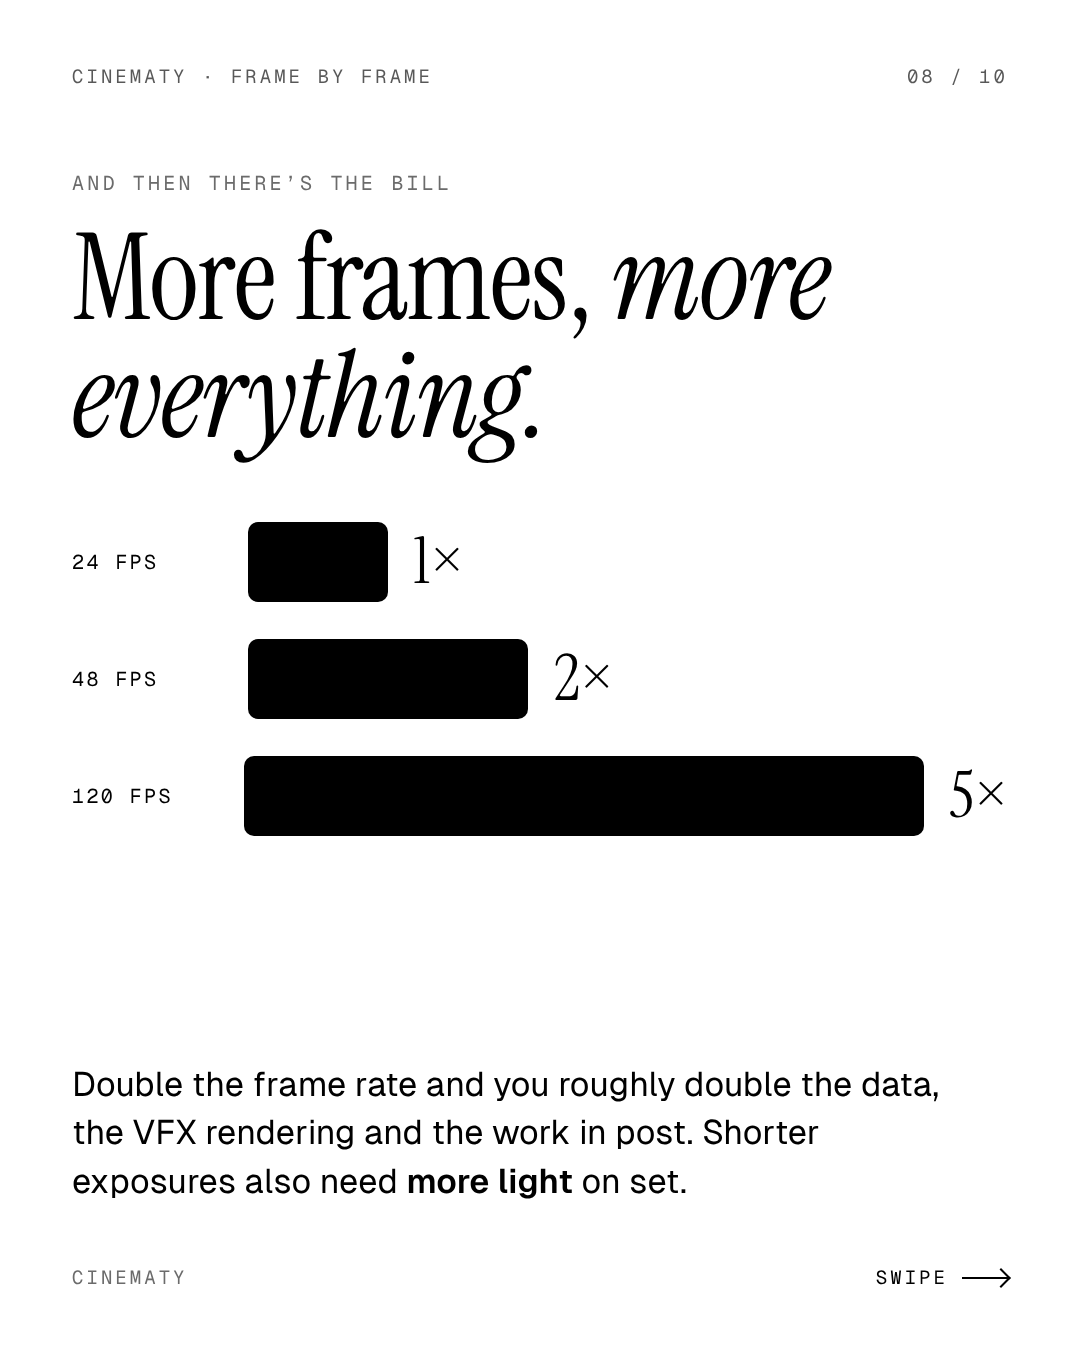 CINEMATY · FRAME BY FRAME 08 / 10
AND THEN THERE’S THE BILL
More frames, more
everything.
24 FPS 1×
48 FPS 2×
120 FPS 5×
Double the frame rate and you roughly double the data,
the VFX rendering and the work in post. Shorter
exposures also need more light on set.
CINEMATY SWIPE →